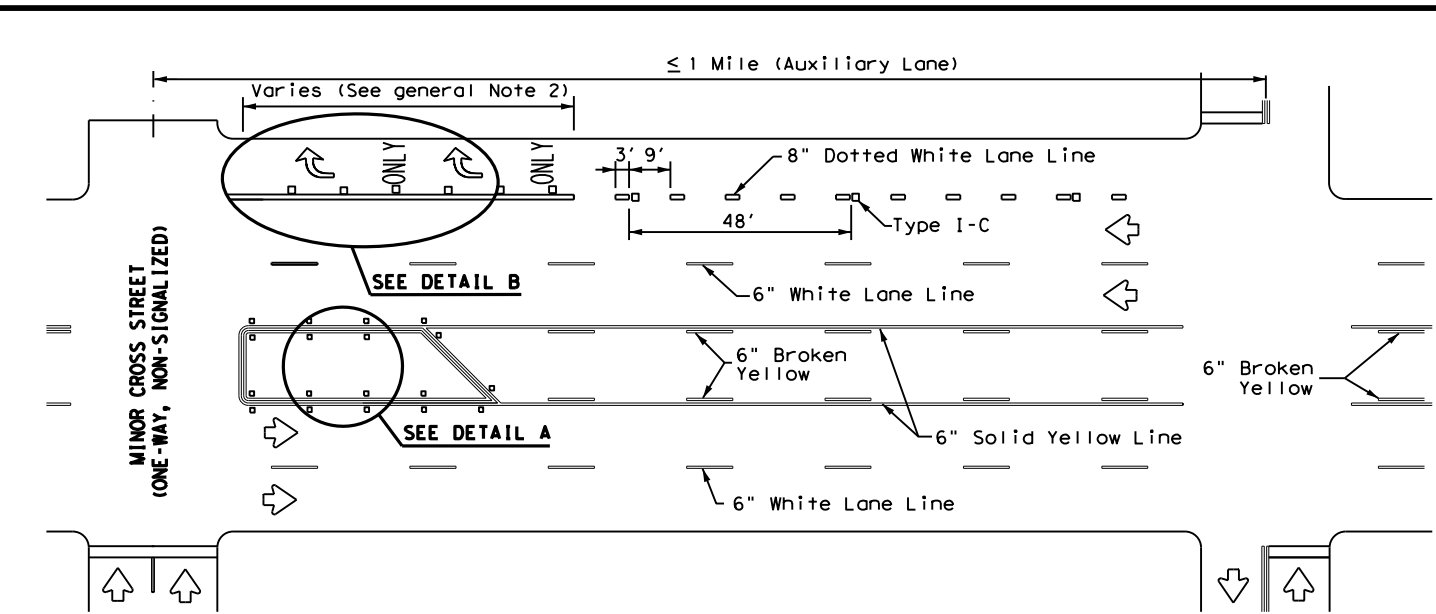 ≤ 1 Mile (Auxiliary Lane)
Varies (See general Note 2)
ONLY
ONLY
3' 9'
8" Dotted White Lane Line
48'
Type I-C
SEE DETAIL B
6" White Lane Line
MINOR CROSS STREET
(ONE-WAY, NON-SIGNALIZED)
6" Broken
Yellow
6" Broken
Yellow
SEE DETAIL A
6" Solid Yellow Line
6" White Lane Line